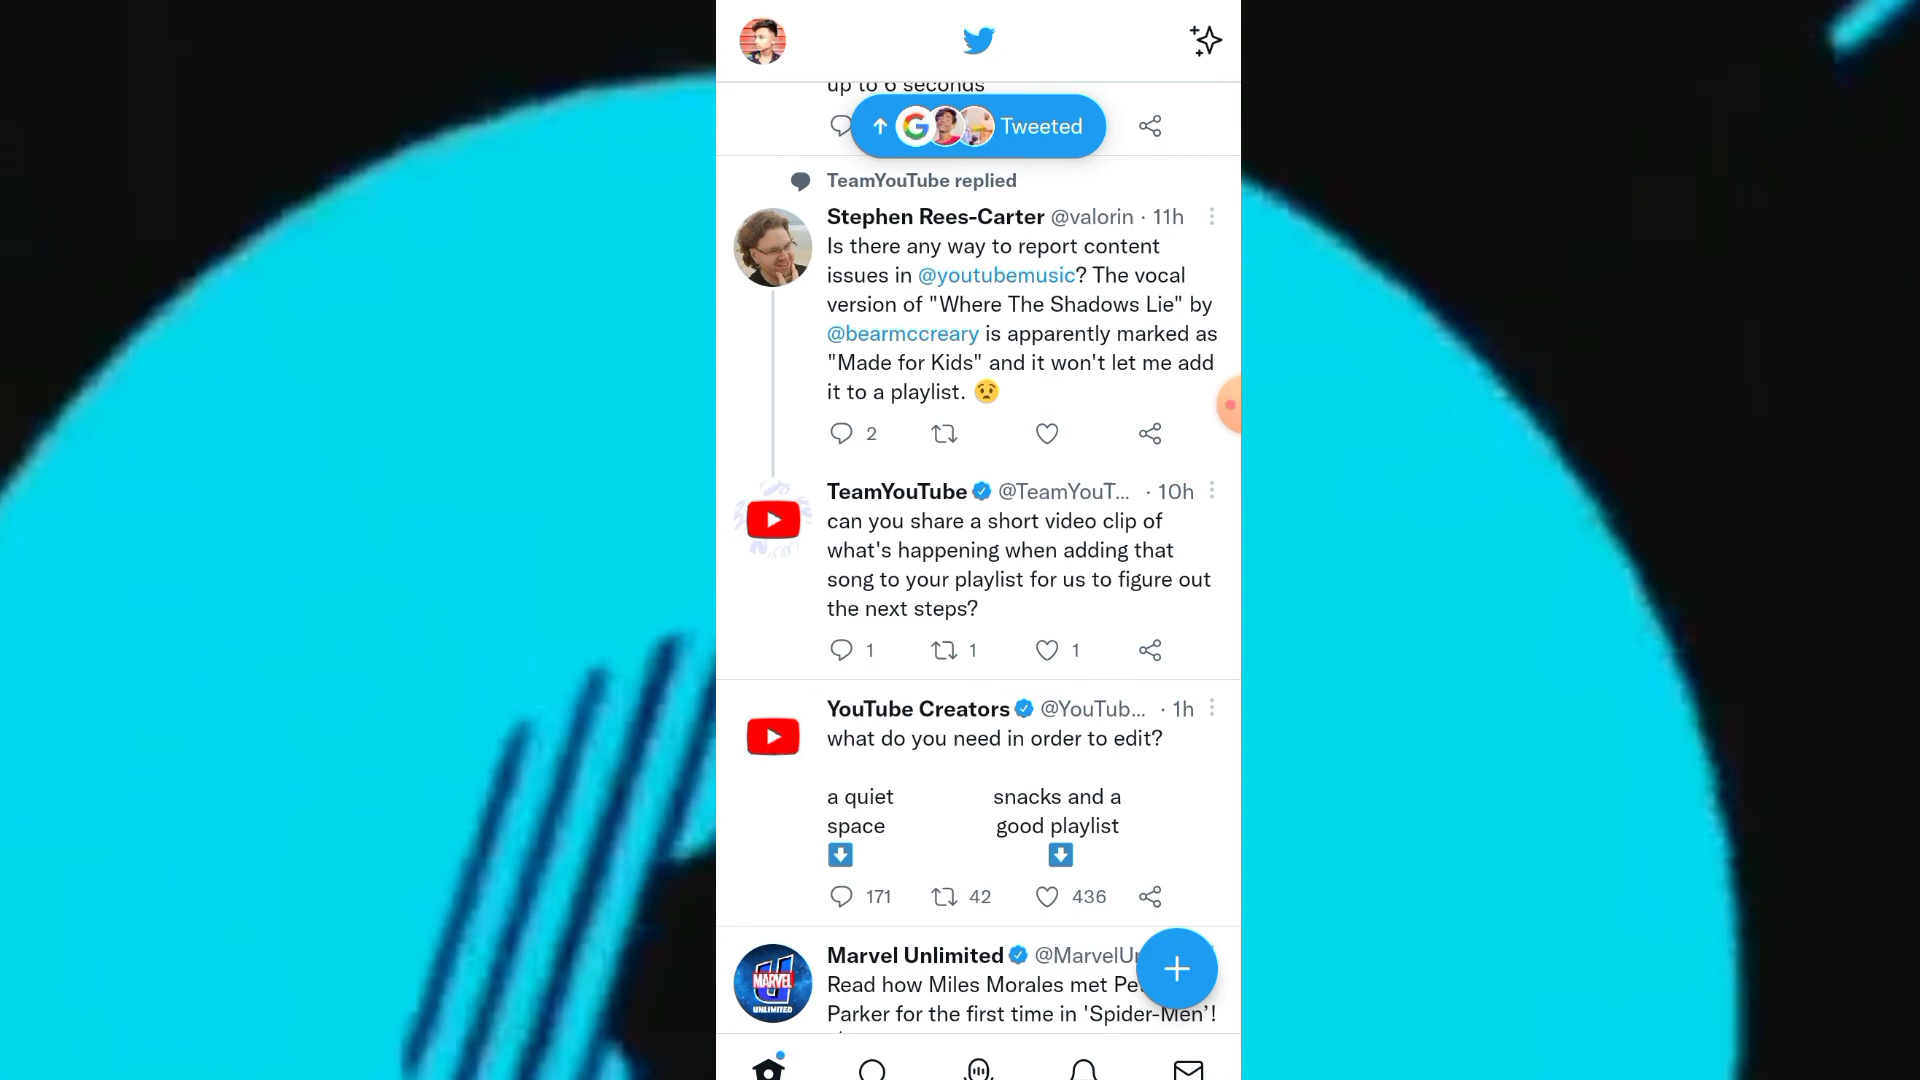 up to 6 seconds
Tweeted
TeamYouTube replied
Stephen Rees-Carter @valorin · 11h
Is there any way to report content
issues in @youtubemusic? The vocal
version of "Where The Shadows Lie" by
@bearmccreary is apparently marked as
"Made for Kids" and it won't let me add
it to a playlist. 😟
2
TeamYouTube @TeamYouT... · 10h
can you share a short video clip of
what's happening when adding that
song to your playlist for us to figure out
the next steps?
1 1 1
YouTube Creators @YouTub... · 1h
what do you need in order to edit?
a quiet snacks and a
space good playlist
⬇️ ⬇️
171 42 436
Marvel Unlimited @MarvelU
Read how Miles Morales met Pe
Parker for the first time in 'Spider-Men'!
MARVEL
UNLIMITED